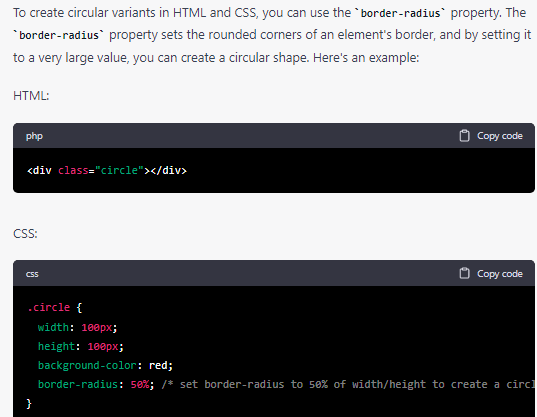 To create circular variants in HTML and CSS, you can use the `border-radius` property. The
`border-radius` property sets the rounded corners of an element's border, and by setting it
to a very large value, you can create a circular shape. Here's an example:
HTML:
php Copy code
<div class="circle"></div>
CSS:
css Copy code
.circle {
  width: 100px;
  height: 100px;
  background-color: red;
  border-radius: 50%; /* set border-radius to 50% of width/height to create a circl
}